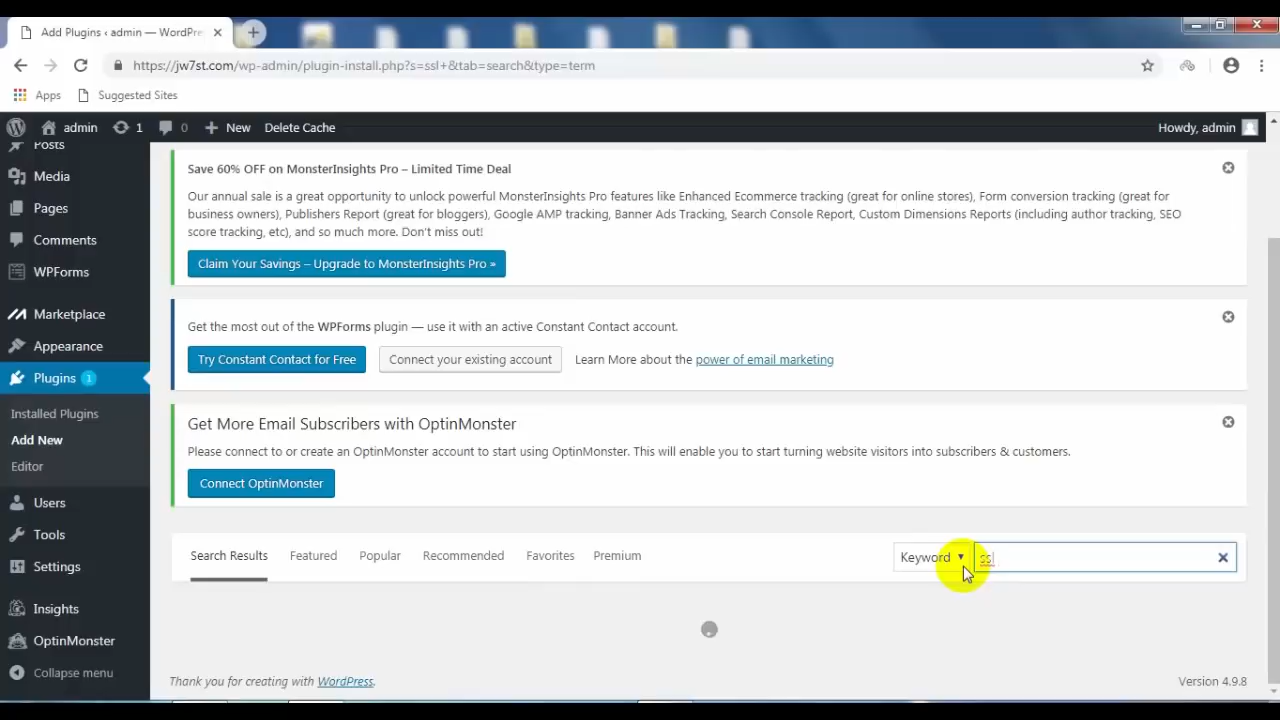 Add Plugins ‹ admin — WordPre
https://jw7st.com/wp-admin/plugin-install.php?s=ssl+&tab=search&type=term
Apps Suggested Sites
admin 1 0 New Delete Cache Howdy, admin
Posts
Media
Pages
Comments
WPForms
Marketplace
Appearance
Plugins 1
Installed Plugins
Add New
Editor
Users
Tools
Settings
Insights
OptinMonster
Collapse menu
Save 60% OFF on MonsterInsights Pro – Limited Time Deal
Our annual sale is a great opportunity to unlock powerful MonsterInsights Pro features like Enhanced Ecommerce tracking (great for online stores), Form conversion tracking (great for
business owners), Publishers Report (great for bloggers), Google AMP tracking, Banner Ads Tracking, Search Console Report, Custom Dimensions Reports (including author tracking, SEO
score tracking, etc), and so much more. Don't miss out!
Claim Your Savings – Upgrade to MonsterInsights Pro »
Get the most out of the WPForms plugin — use it with an active Constant Contact account.
Try Constant Contact for Free Connect your existing account Learn More about the power of email marketing
Get More Email Subscribers with OptinMonster
Please connect to or create an OptinMonster account to start using OptinMonster. This will enable you to start turning website visitors into subscribers & customers.
Connect OptinMonster
Search Results Featured Popular Recommended Favorites Premium Keyword ssl
Thank you for creating with WordPress. Version 4.9.8